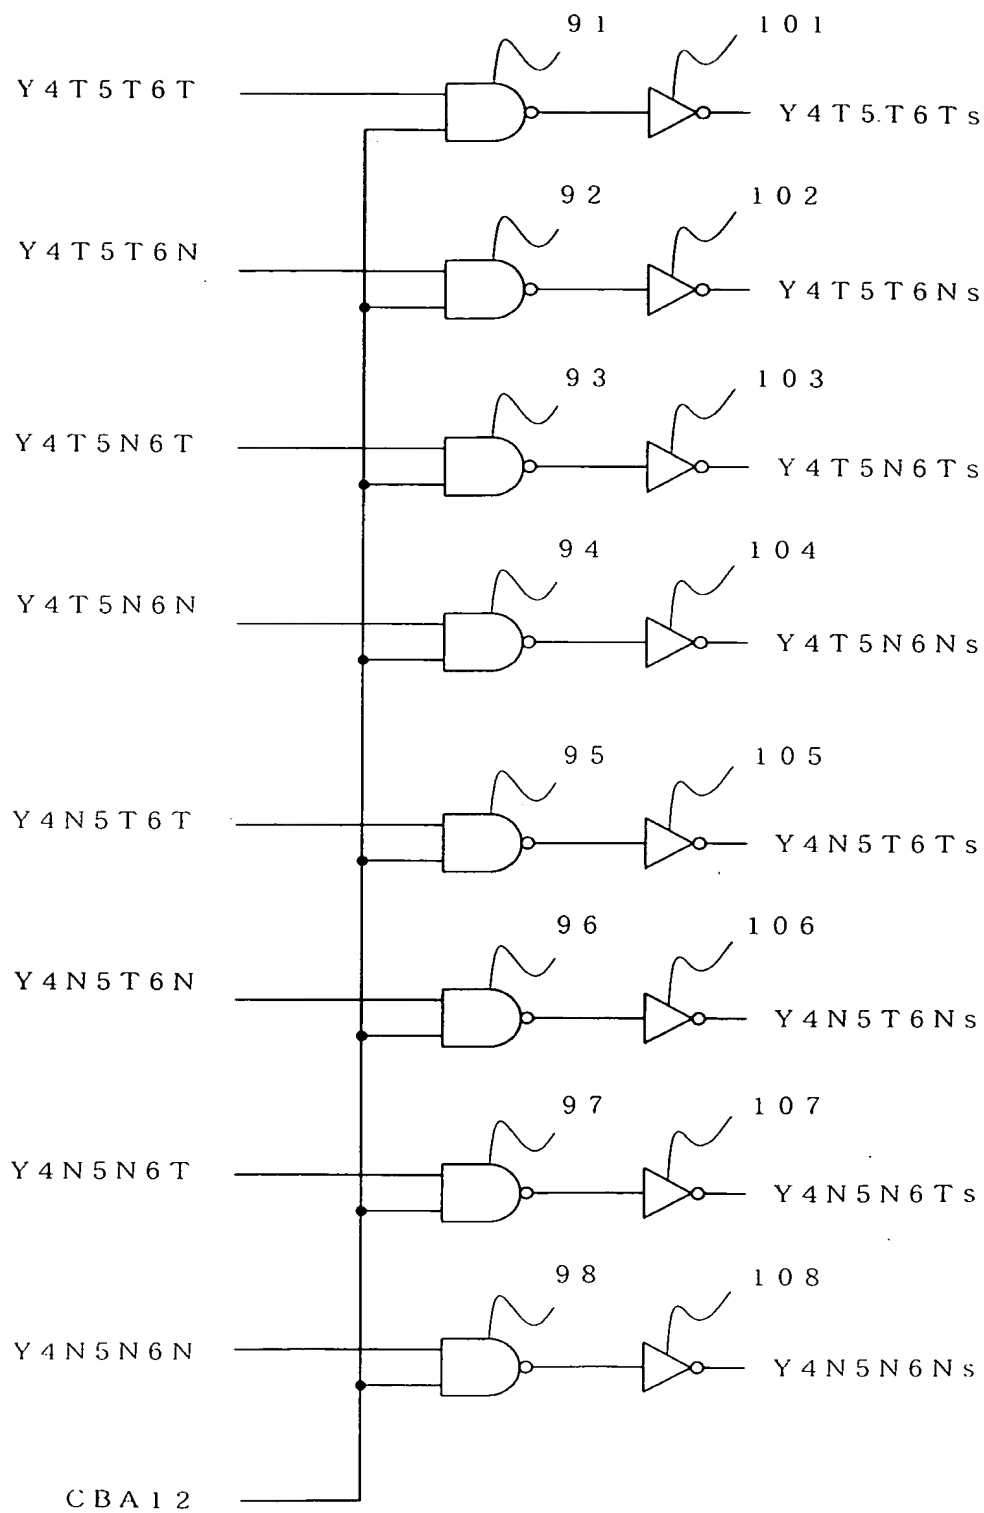 91 101
Y4T5T6T Y4T5T6Ts
92 102
Y4T5T6N Y4T5T6Ns
93 103
Y4T5N6T Y4T5N6Ts
94 104
Y4T5N6N Y4T5N6Ns
95 105
Y4N5T6T Y4N5T6Ts
96 106
Y4N5T6N Y4N5T6Ns
97 107
Y4N5N6T Y4N5N6Ts
98 108
Y4N5N6N Y4N5N6Ns
CBA12